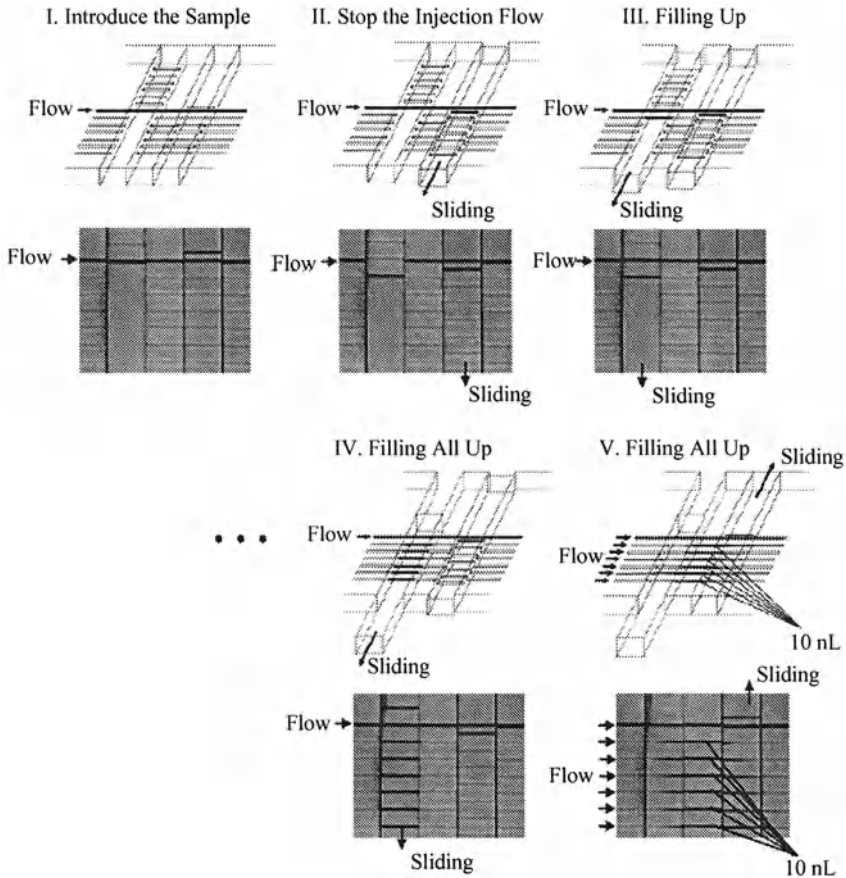 I. Introduce the Sample
II. Stop the Injection Flow
III. Filling Up
Flow
Flow
Flow
Sliding
Sliding
Flow
Flow
Flow
Sliding
Sliding
IV. Filling All Up
V. Filling All Up
Sliding
Flow
Flow
10 nL
Sliding
Sliding
Flow
Flow
Sliding
10 nL